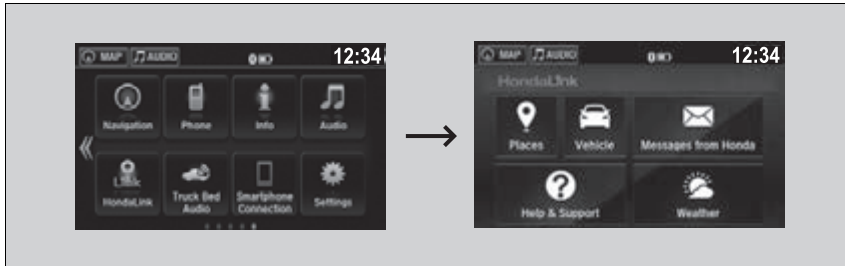 MAP AUDIO 12:34
Navigation Phone Info Audio
Link
HondaLink Truck Bed Audio Smartphone Connection Settings
MAP AUDIO 12:34
HondaLink
Places Vehicle Messages from Honda
? Help & Support Weather